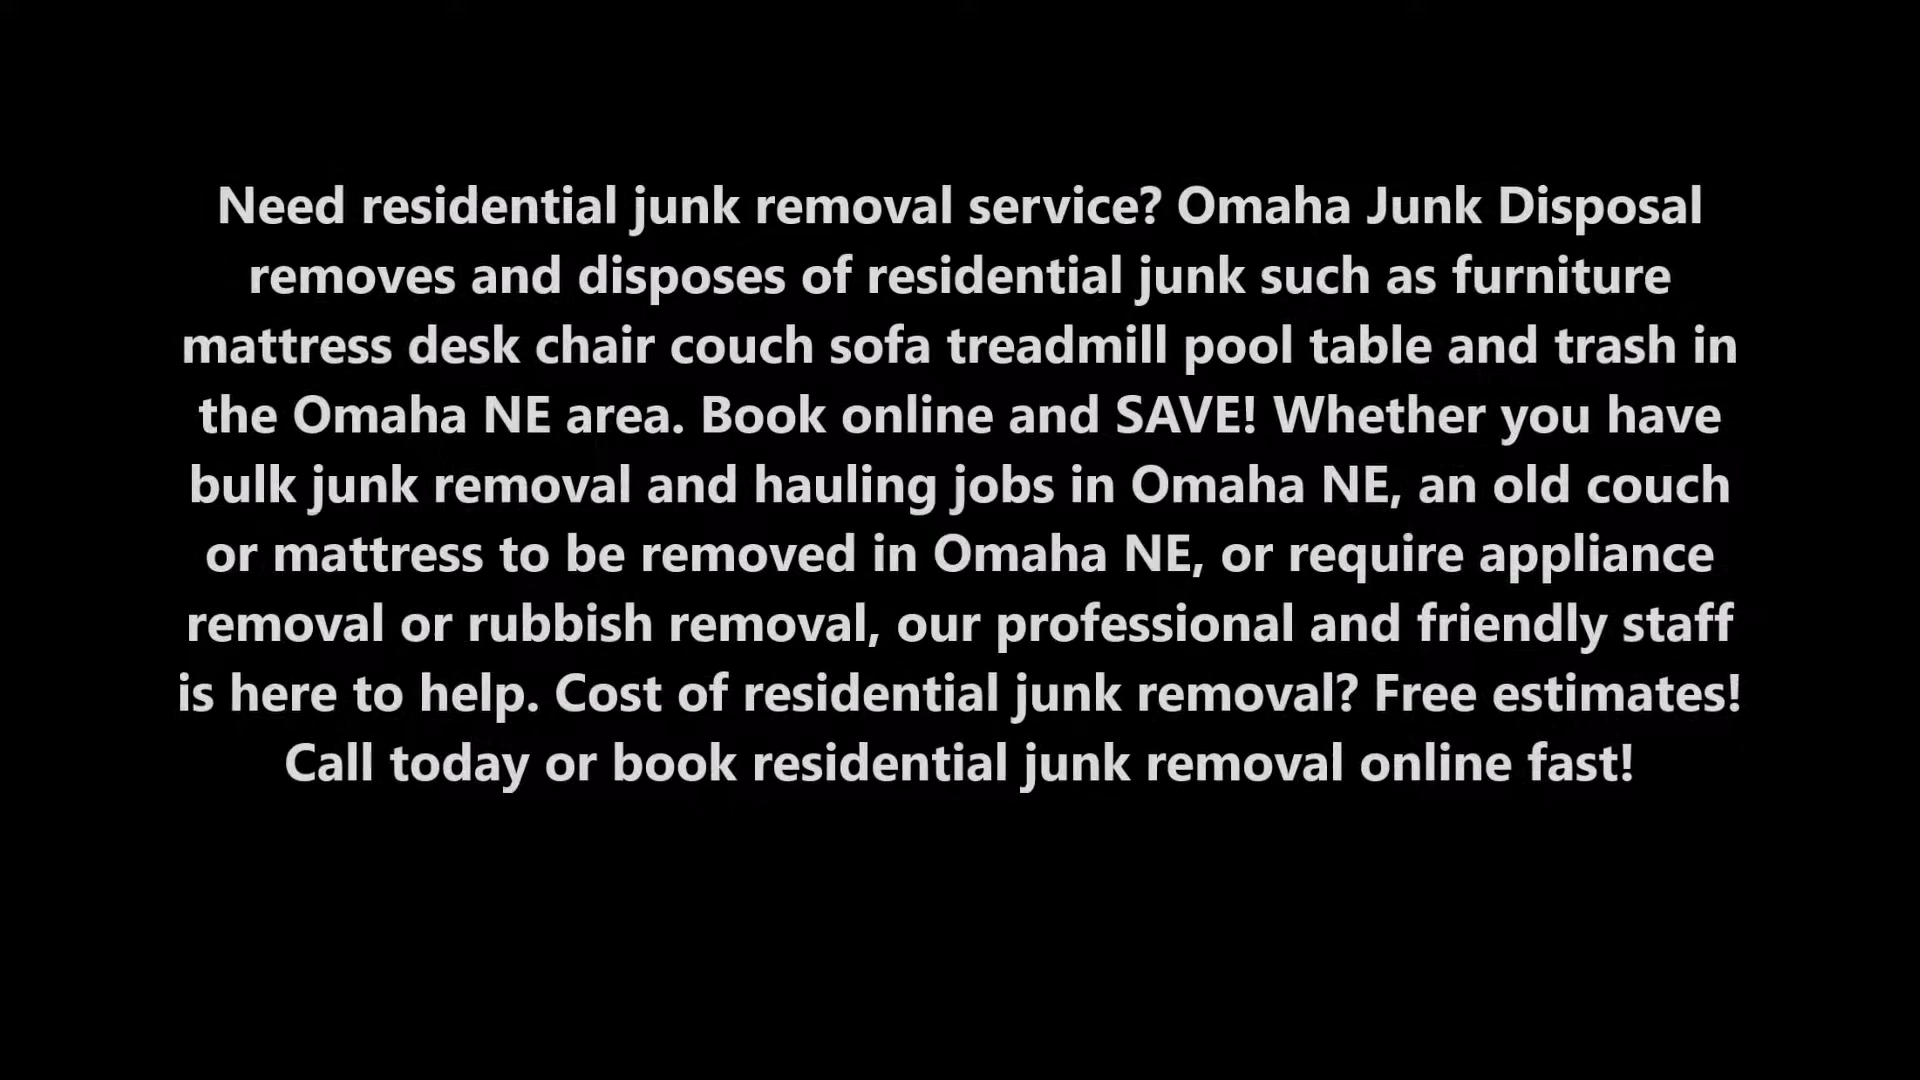 Need residential junk removal service? Omaha Junk Disposal
removes and disposes of residential junk such as furniture
mattress desk chair couch sofa treadmill pool table and trash in
the Omaha NE area. Book online and SAVE! Whether you have
bulk junk removal and hauling jobs in Omaha NE, an old couch
or mattress to be removed in Omaha NE, or require appliance
removal or rubbish removal, our professional and friendly staff
is here to help. Cost of residential junk removal? Free estimates!
Call today or book residential junk removal online fast!